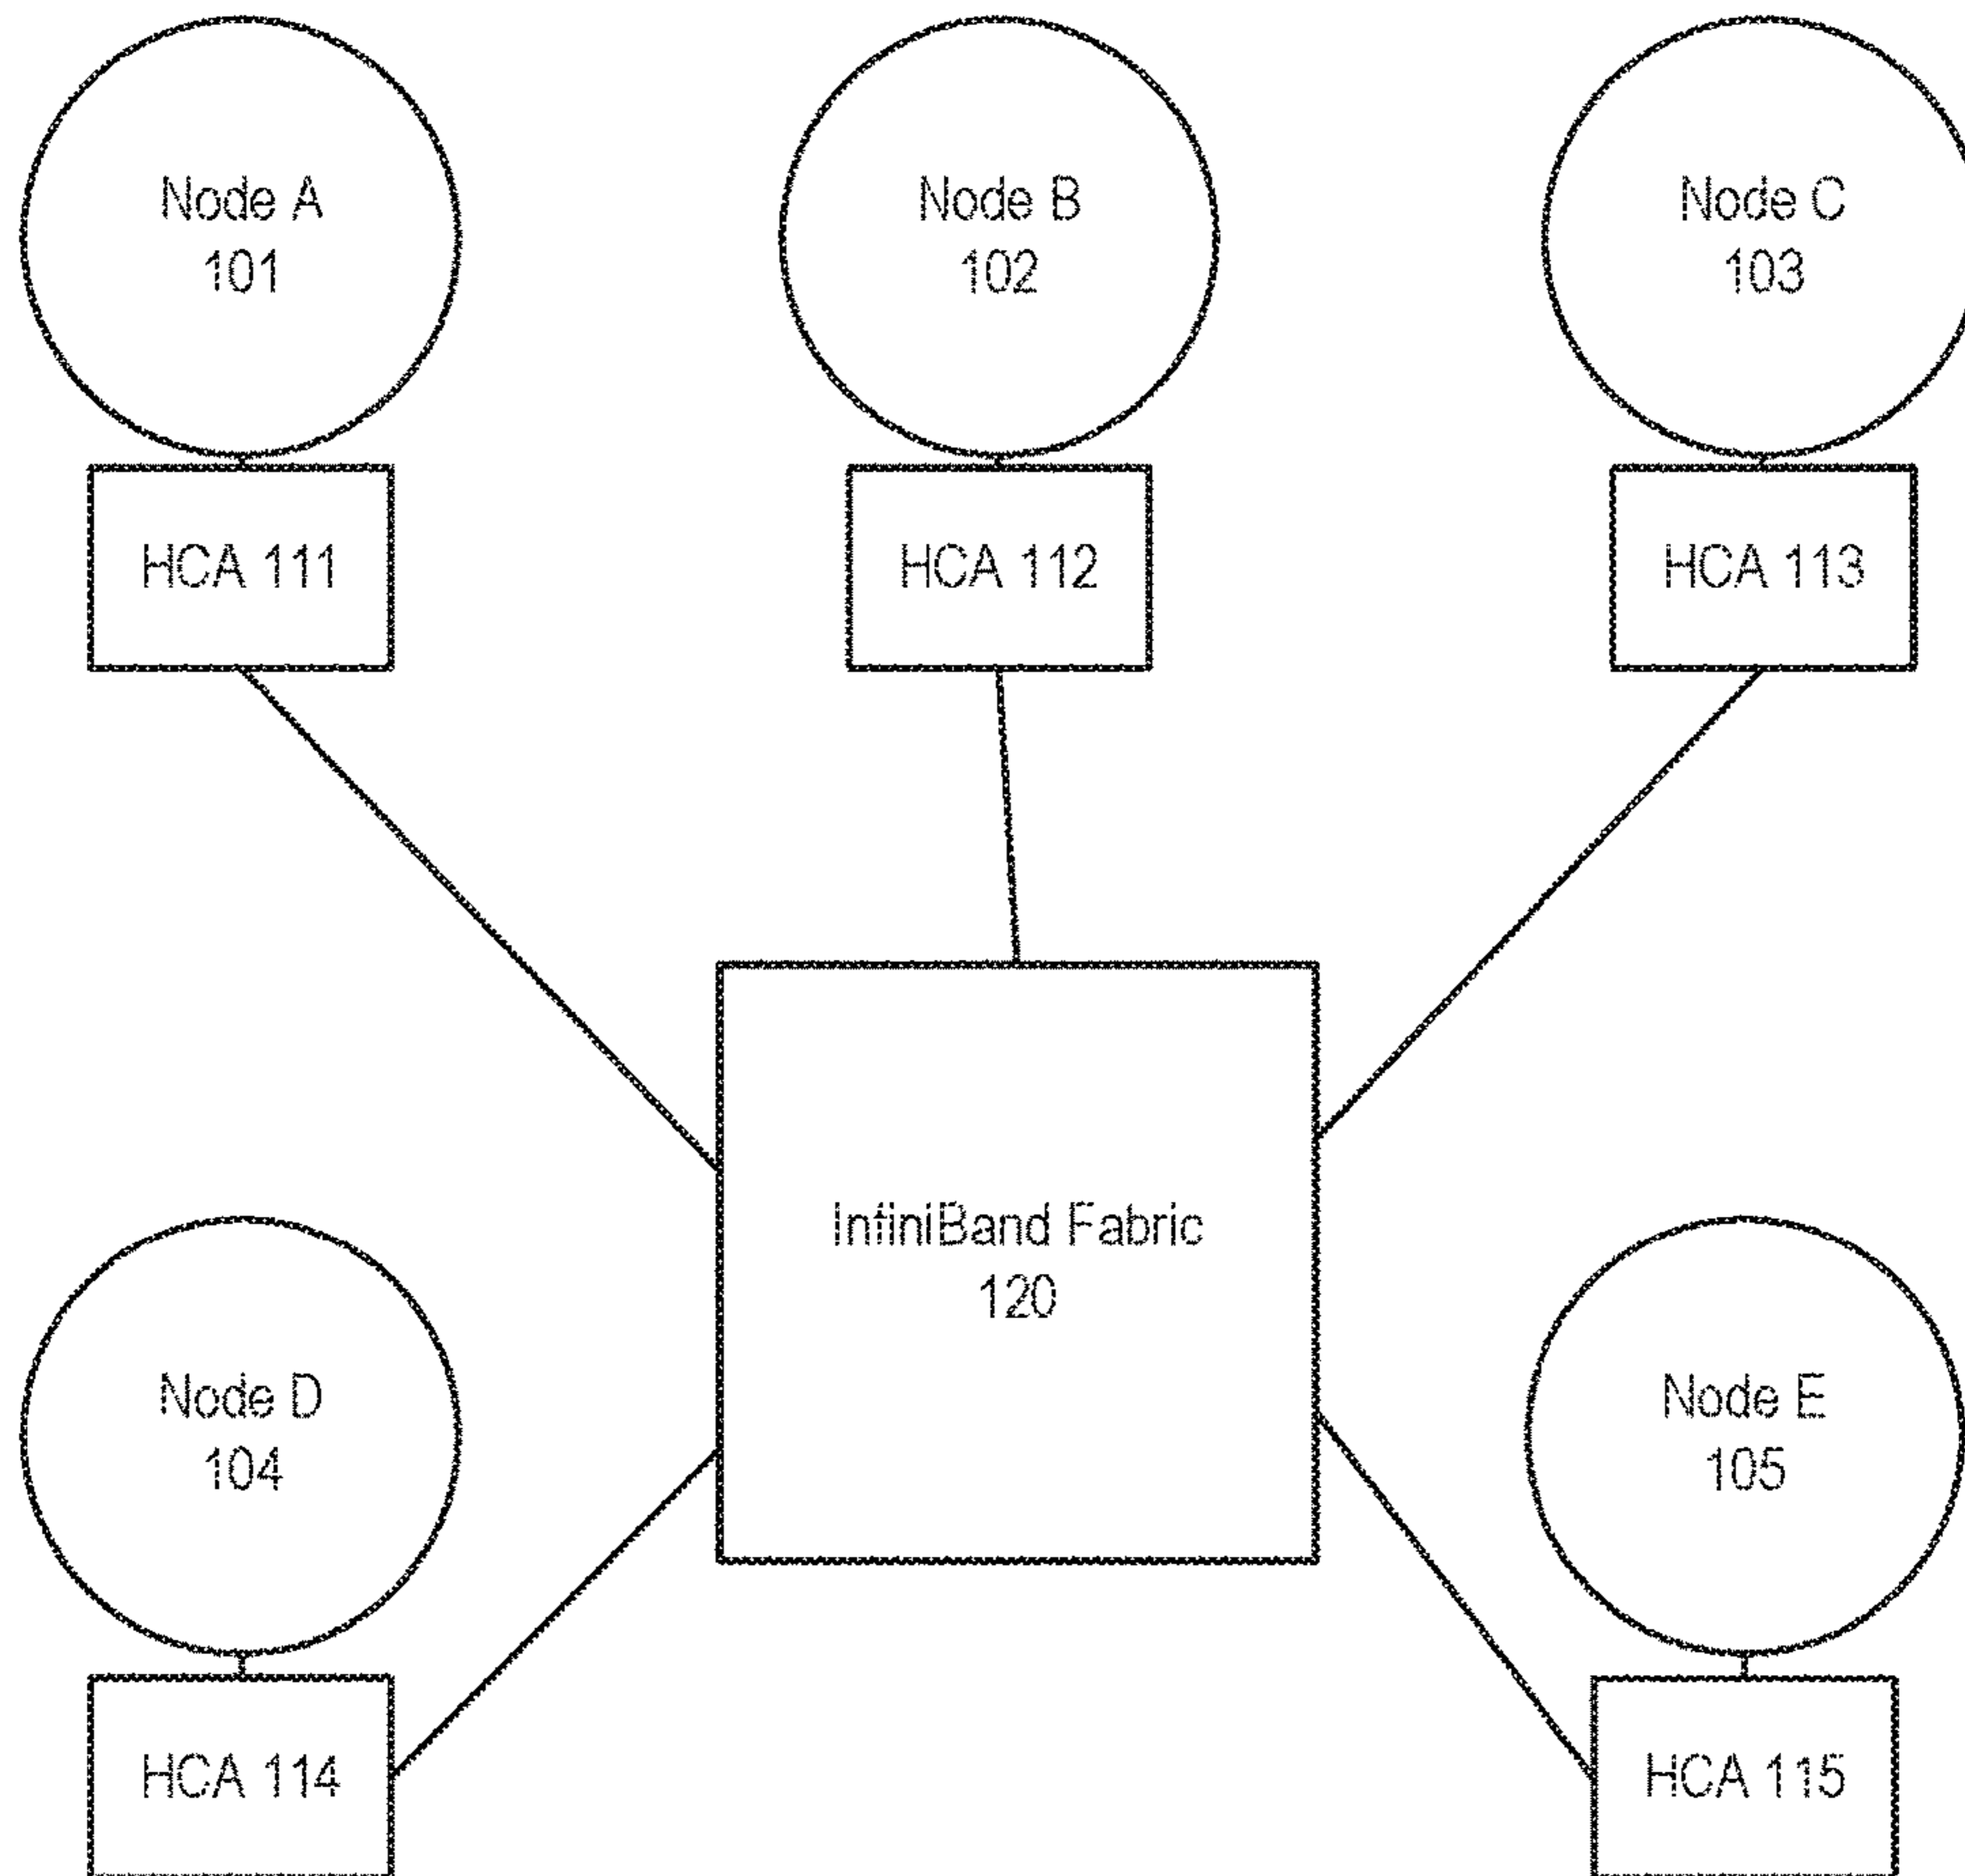 Node A
101
Node B
102
Node C
103
HCA 111
HCA 112
HCA 113
InfiniBand Fabric
120
Node D
104
Node E
105
HCA 114
HCA 115